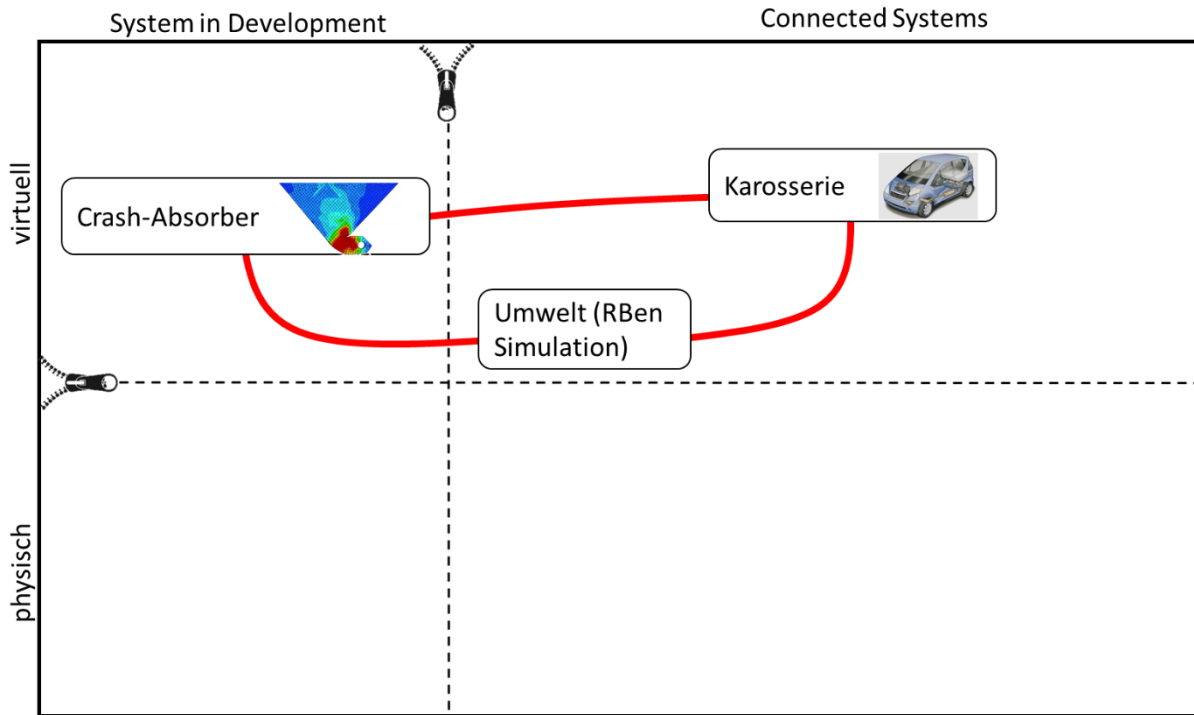 System in Development
Connected Systems
virtuell
Crash-Absorber
Karosserie
Umwelt (RBen
Simulation)
physisch